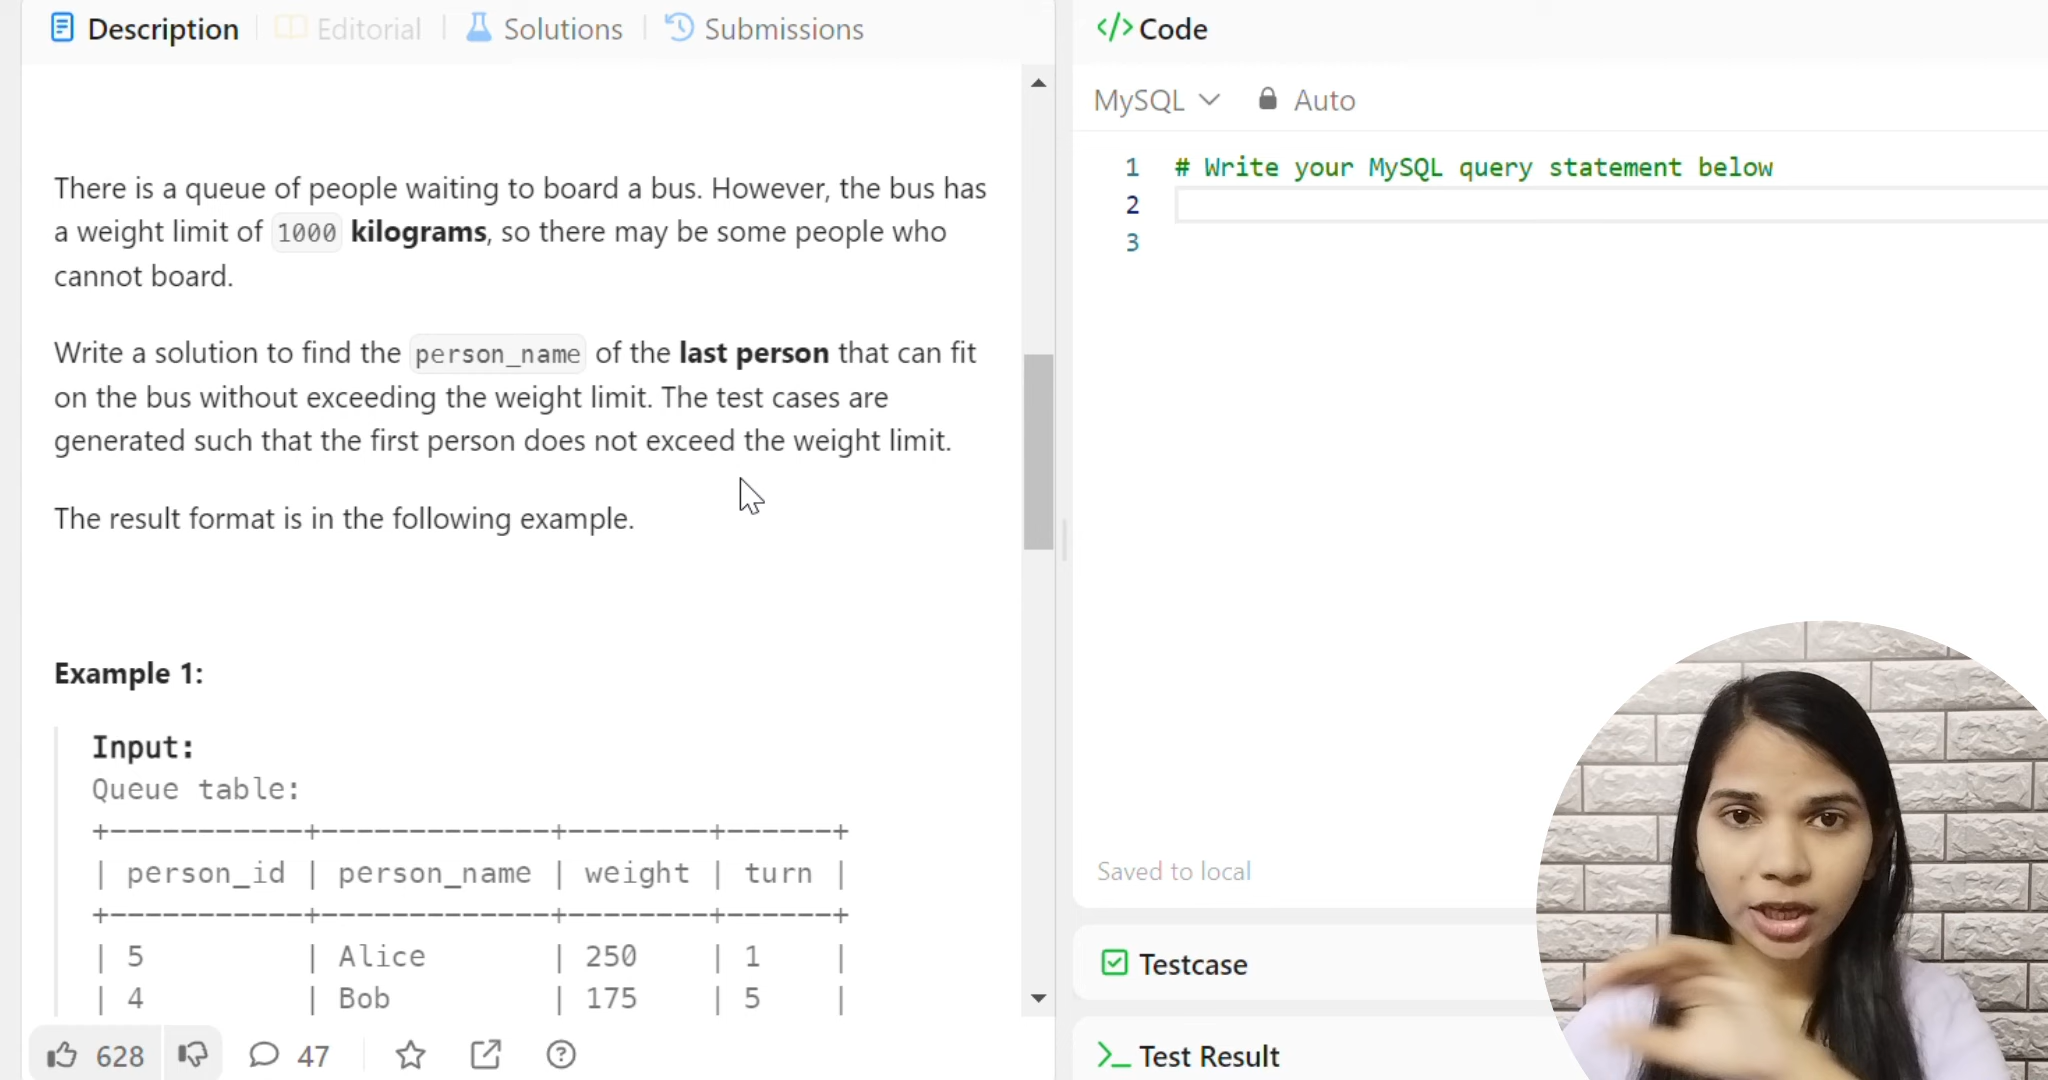 Description | Editorial | Solutions | Submissions
There is a queue of people waiting to board a bus. However, the bus has
a weight limit of 1000 kilograms, so there may be some people who
cannot board.
Write a solution to find the person_name of the last person that can fit
on the bus without exceeding the weight limit. The test cases are
generated such that the first person does not exceed the weight limit.
The result format is in the following example.
Example 1:
Input:
Queue table:
+-----------+-------------+--------+------+
| person_id | person_name | weight | turn |
+-----------+-------------+--------+------+
| 5 | Alice | 250 | 1 |
| 4 | Bob | 175 | 5 |
628 47
</> Code
MySQL Auto
1 # Write your MySQL query statement below
2
3
Saved to local
Testcase
Test Result